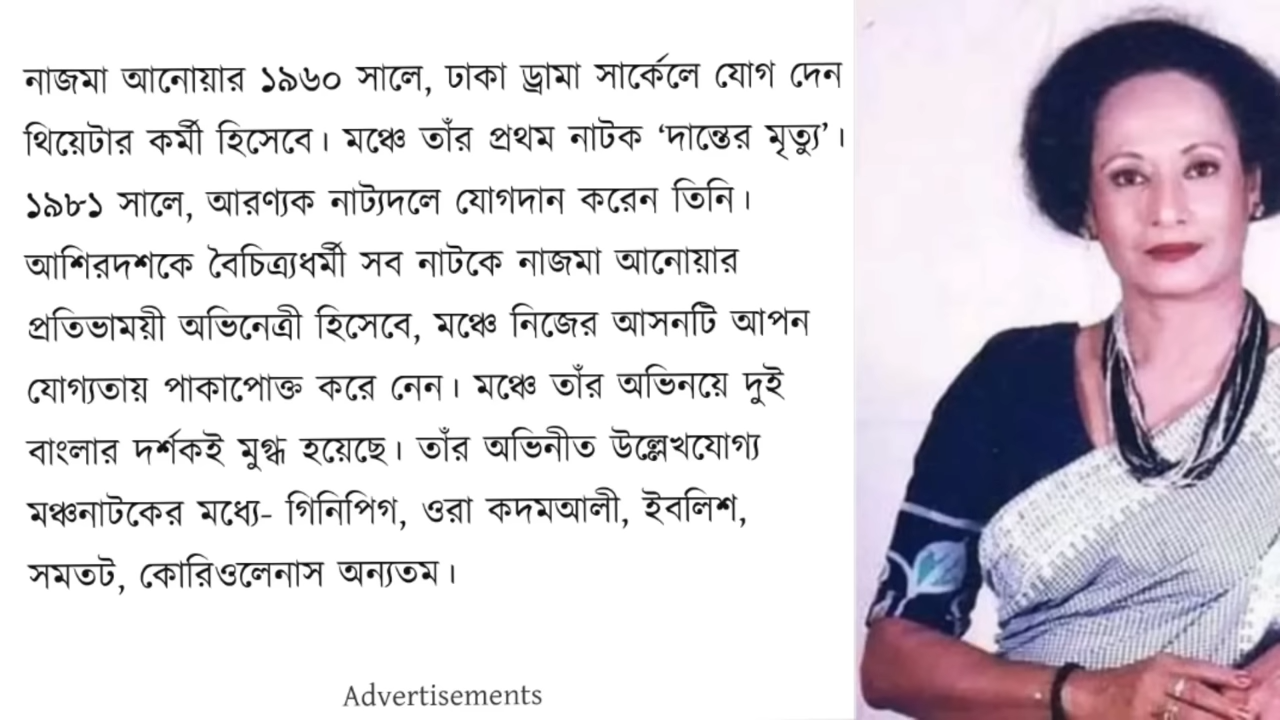 নাজমা আনোয়ার ১৯৬০ সালে, ঢাকা ড্রামা সার্কেলে যোগ দেন
থিয়েটার কর্মী হিসেবে। মঞ্চে তাঁর প্রথম নাটক ‘দান্তের মৃত্যু’।
১৯৮১ সালে, আরণ্যক নাট্যদলে যোগদান করেন তিনি।
আশিরদশকে বৈচিত্র্যধর্মী সব নাটকে নাজমা আনোয়ার
প্রতিভাময়ী অভিনেত্রী হিসেবে, মঞ্চে নিজের আসনটি আপন
যোগ্যতায় পাকাপোক্ত করে নেন। মঞ্চে তাঁর অভিনয়ে দুই
বাংলার দর্শকই মুগ্ধ হয়েছে। তাঁর অভিনীত উল্লেখযোগ্য
মঞ্চনাটকের মধ্যে- গিনিপিগ, ওরা কদমআলী, ইবলিশ,
সমতট, কোরিওলেনাস অন্যতম।
Advertisements